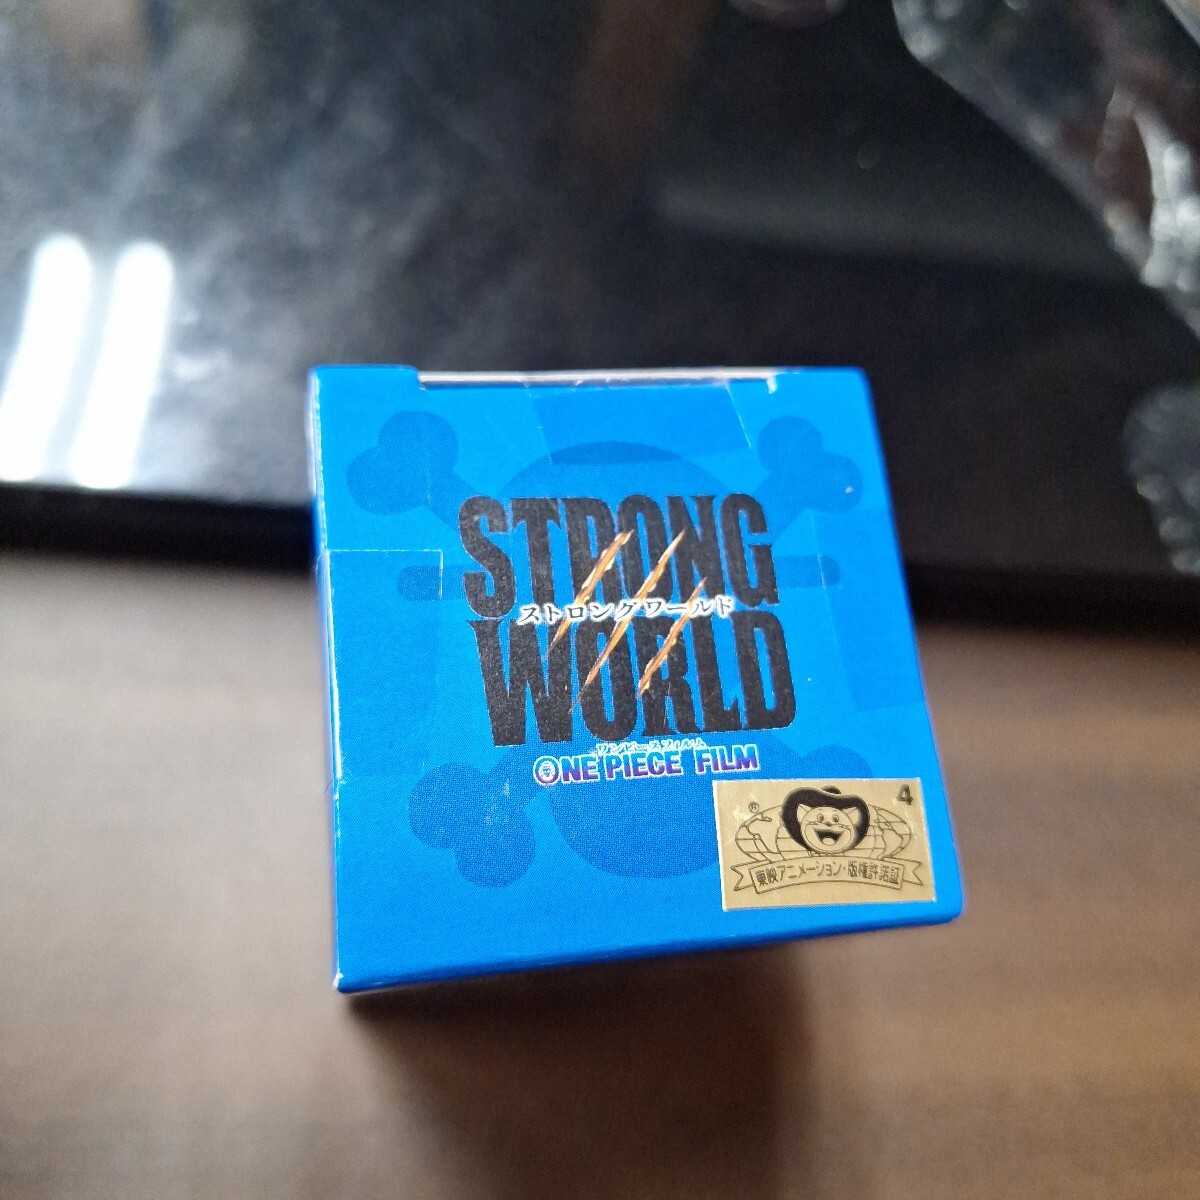 STRONG
ストロングワールド
WORLD
ワンピースフィルム
ONE PIECE FILM
4
®
東映アニメーション・版権許諾証